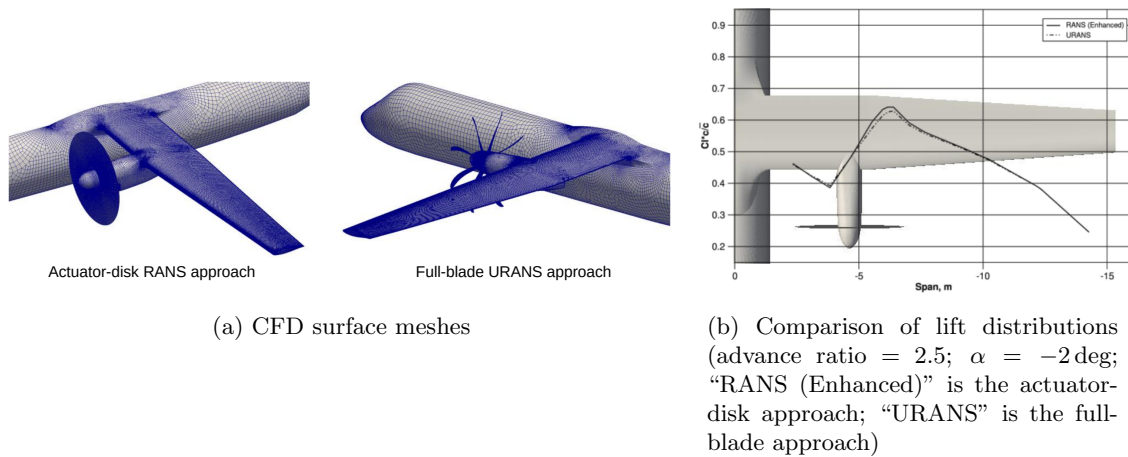 Actuator-disk RANS approach
Full-blade URANS approach
(a) CFD surface meshes
RANS (Enhanced)
URANS
0.9
0.8
0.7
0.6
0.5
0.4
0.3
0.2
Cl*c/c̄
0
-5
-10
-15
Span, m
(b) Comparison of lift distributions
(advance ratio = 2.5; α = −2 deg;
“RANS (Enhanced)” is the actuator-
disk approach; “URANS” is the full-
blade approach)